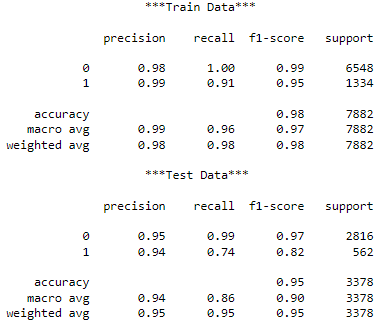 ***Train Data***
precision recall f1-score support
0 0.98 1.00 0.99 6548
1 0.99 0.91 0.95 1334
accuracy 0.98 7882
macro avg 0.99 0.96 0.97 7882
weighted avg 0.98 0.98 0.98 7882
***Test Data***
precision recall f1-score support
0 0.95 0.99 0.97 2816
1 0.94 0.74 0.82 562
accuracy 0.95 3378
macro avg 0.94 0.86 0.90 3378
weighted avg 0.95 0.95 0.95 3378